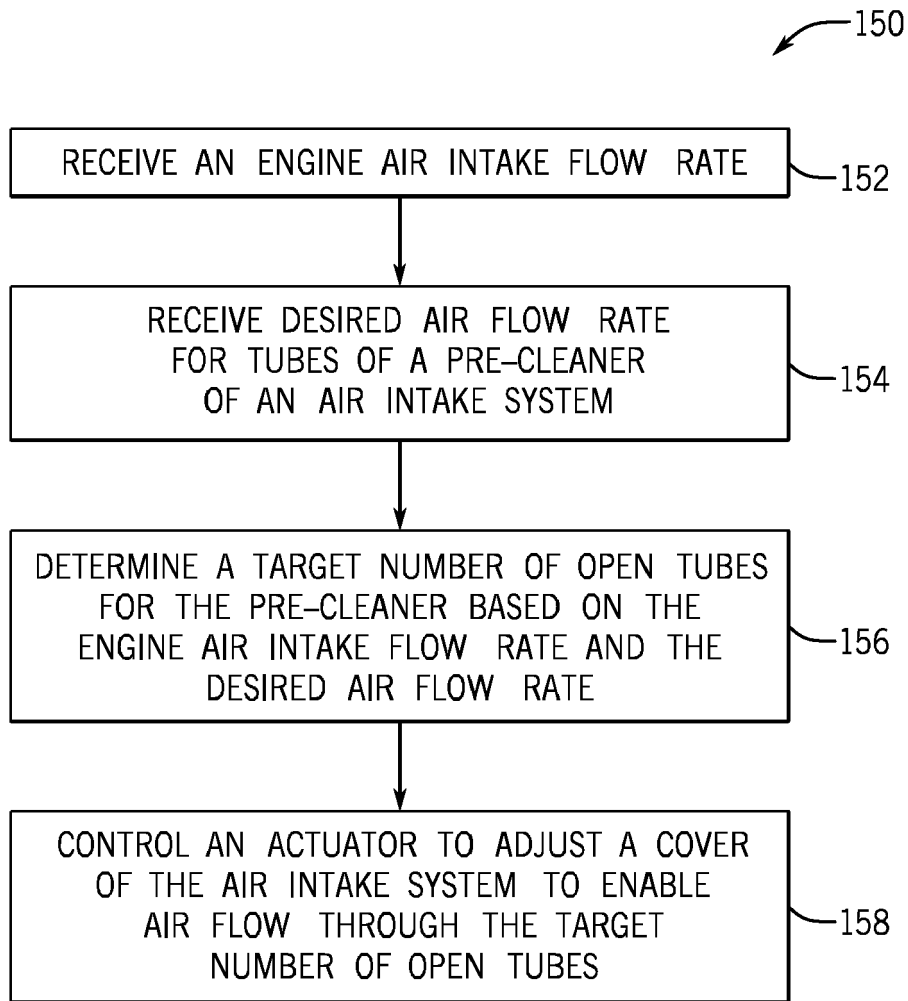 150
RECEIVE AN ENGINE AIR INTAKE FLOW RATE
152
RECEIVE DESIRED AIR FLOW RATE
FOR TUBES OF A PRE–CLEANER
OF AN AIR INTAKE SYSTEM
154
DETERMINE A TARGET NUMBER OF OPEN TUBES
FOR THE PRE–CLEANER BASED ON THE
ENGINE AIR INTAKE FLOW RATE AND THE
DESIRED AIR FLOW RATE
156
CONTROL AN ACTUATOR TO ADJUST A COVER
OF THE AIR INTAKE SYSTEM TO ENABLE
AIR FLOW THROUGH THE TARGET
NUMBER OF OPEN TUBES
158